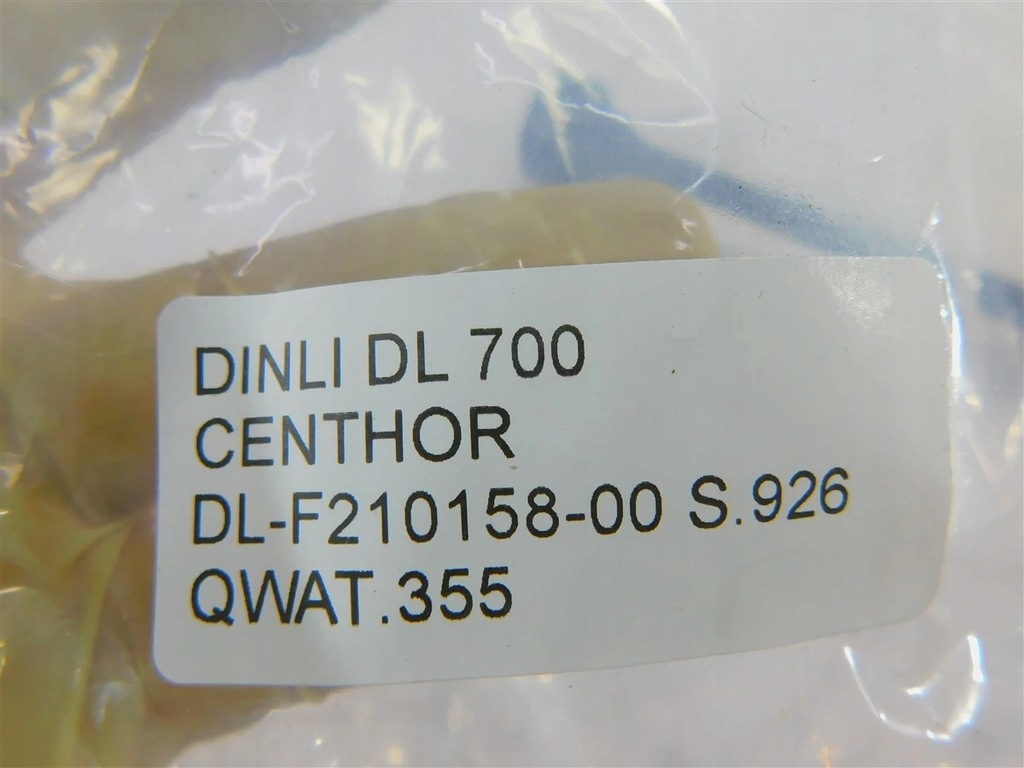 DINLI DL 700
CENTHOR
DL-F210158-00 S.926
QWAT.355